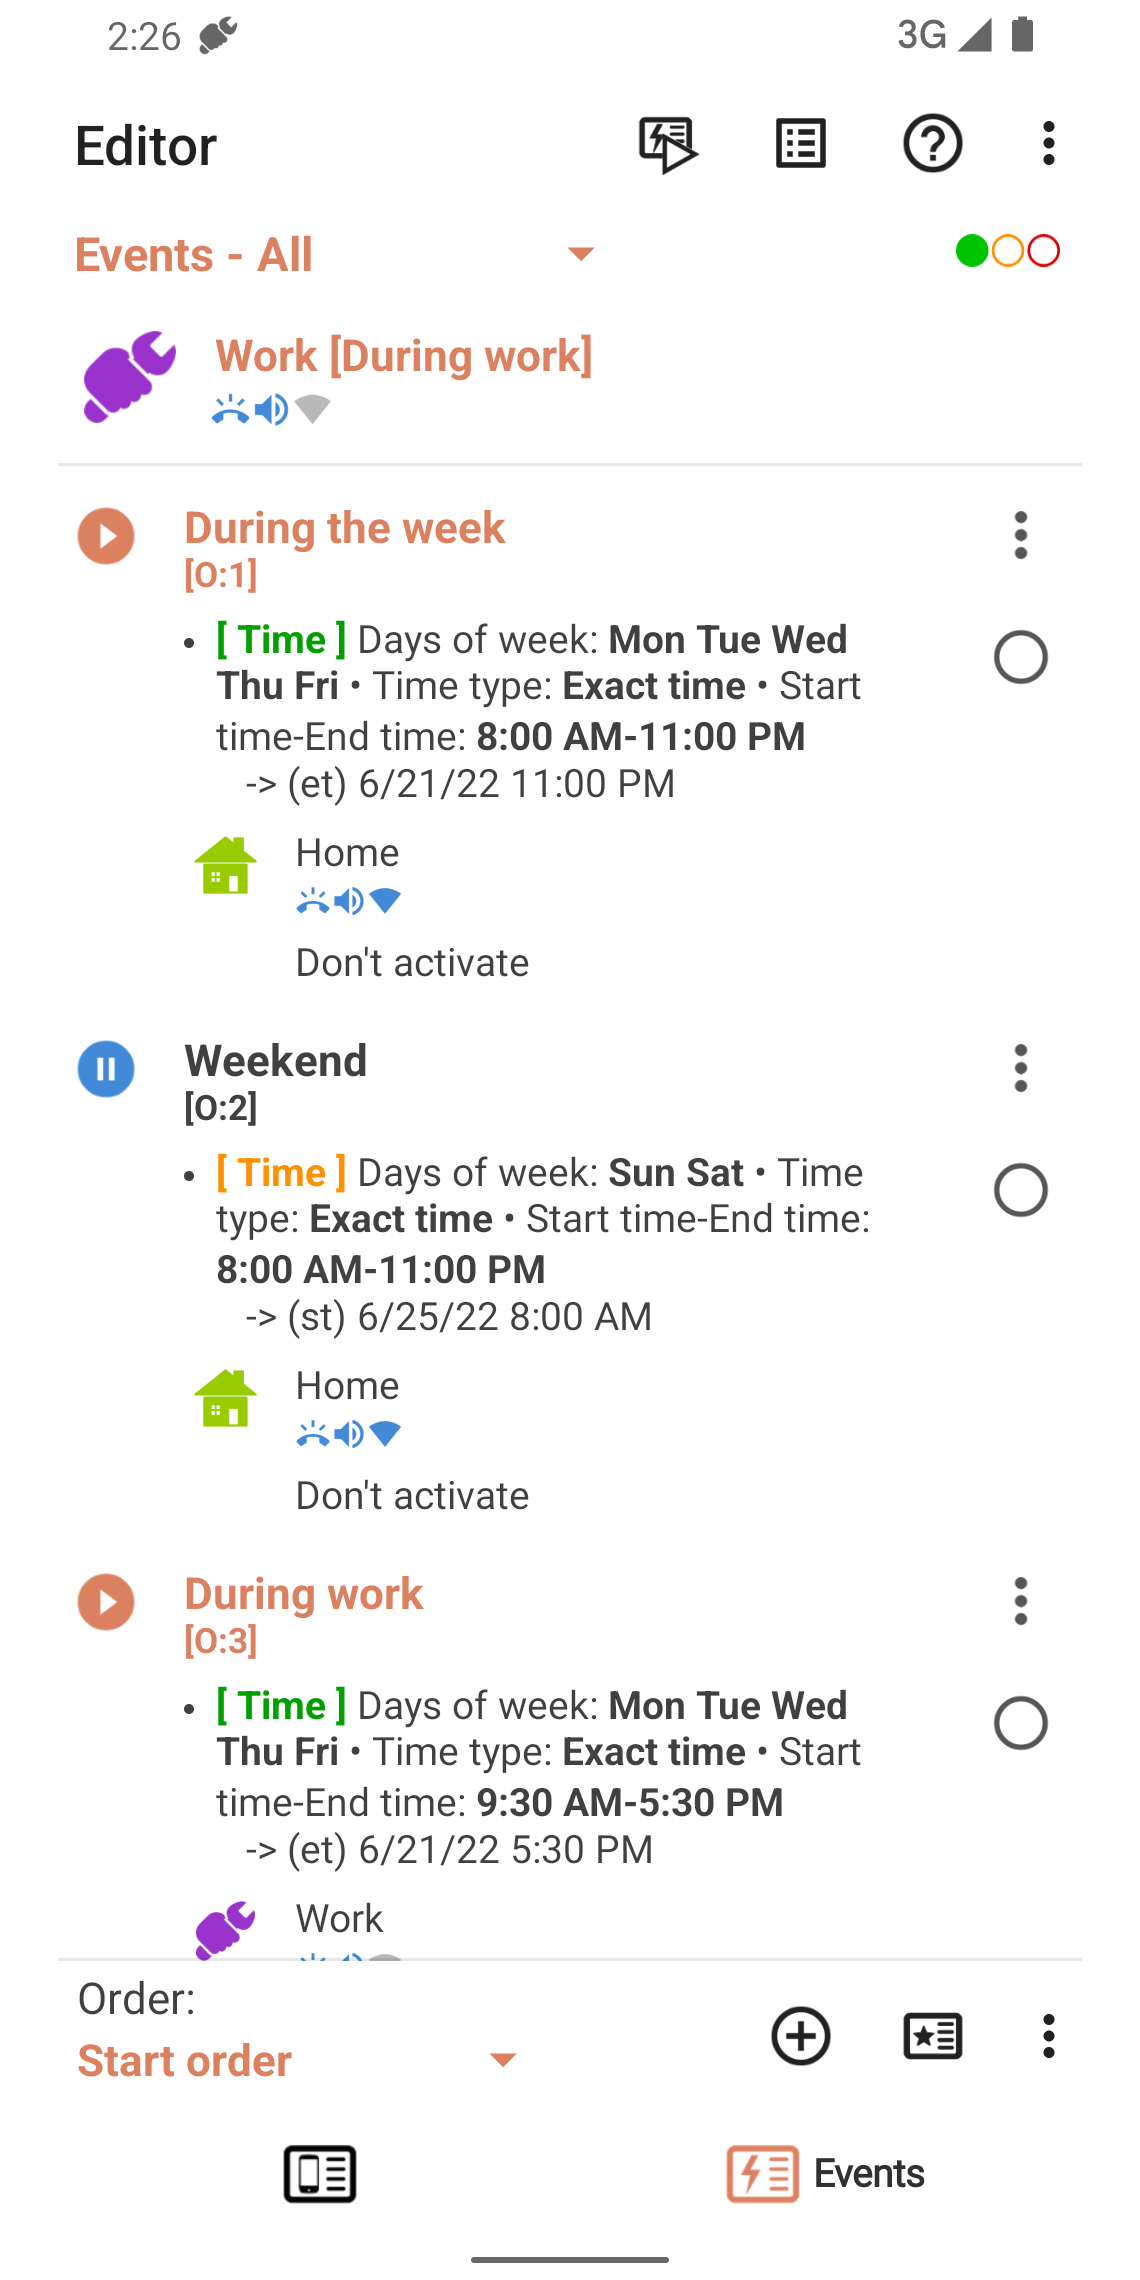 2:26
3G
Editor
Events - All
Work [During work]
During the week
[O:1]
• [ Time ] Days of week: Mon Tue Wed
Thu Fri • Time type: Exact time • Start
time-End time: 8:00 AM-11:00 PM
-> (et) 6/21/22 11:00 PM
Home
Don't activate
Weekend
[O:2]
• [ Time ] Days of week: Sun Sat • Time
type: Exact time • Start time-End time:
8:00 AM-11:00 PM
-> (st) 6/25/22 8:00 AM
Home
Don't activate
During work
[O:3]
• [ Time ] Days of week: Mon Tue Wed
Thu Fri • Time type: Exact time • Start
time-End time: 9:30 AM-5:30 PM
-> (et) 6/21/22 5:30 PM
Work
Order:
Start order
Events